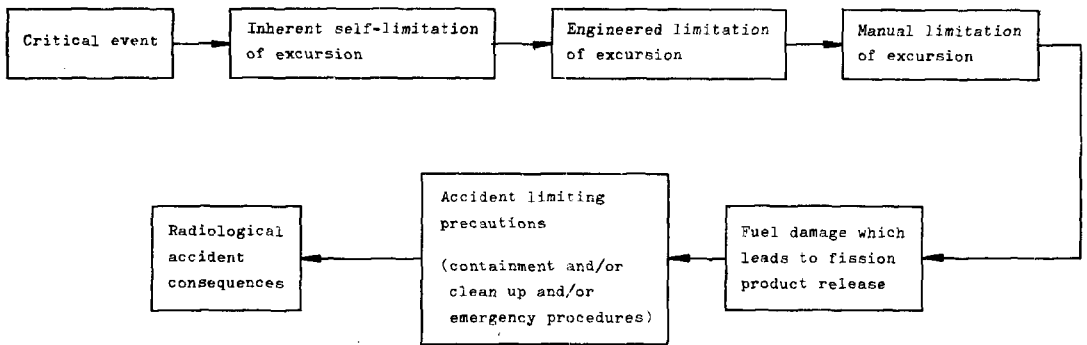 Critical event
Inherent self-limitation
of excursion
Engineered limitation
of excursion
Manual limitation
of excursion
Accident limiting
precautions
(containment and/or
clean up and/or
emergency procedures)
Radiological
accident
consequences
Fuel damage which
leads to fission
product release